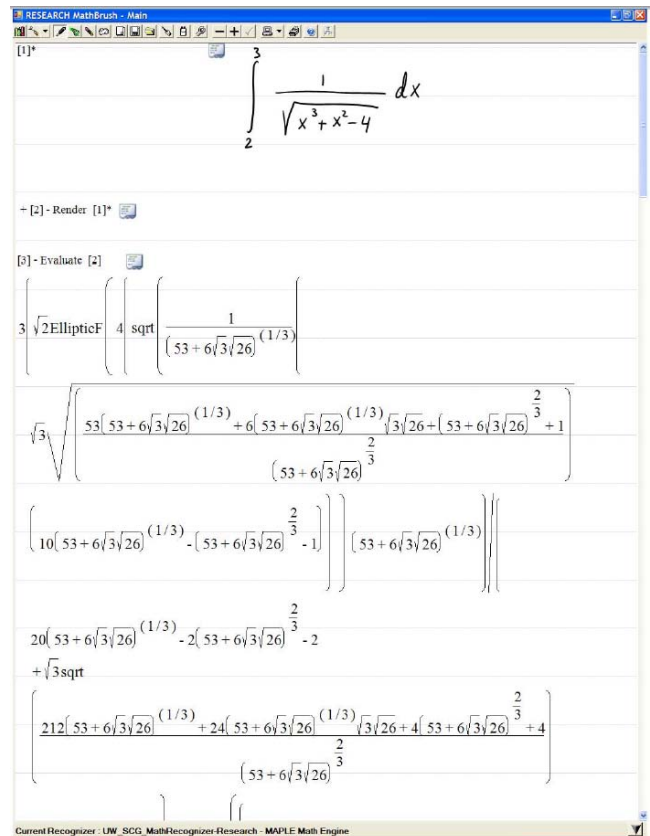 RESEARCH MathBrush - Main
[1]*
3
∫ 1 / √(x³ + x² - 4) dx
2
+ [2] - Render [1]*
[3] - Evaluate [2]
3( √2EllipticF( 4( sqrt( 1 / (53 + 6√3√26)^(1/3) (
√3√( (53(53 + 6√3√26)^(1/3) + 6(53 + 6√3√26)^(1/3)√3√26 + (53 + 6√3√26)^(2/3) + 1) / (53 + 6√3√26)^(2/3) )
(10(53 + 6√3√26)^(1/3) - (53 + 6√3√26)^(2/3) - 1) ) ) (53 + 6√3√26)^(1/3) ) / (
20(53 + 6√3√26)^(1/3) - 2(53 + 6√3√26)^(2/3) - 2
+ √3sqrt
( (212(53 + 6√3√26)^(1/3) + 24(53 + 6√3√26)^(1/3)√3√26 + 4(53 + 6√3√26)^(2/3) + 4) / (53 + 6√3√26)^(2/3) )
Current Recognizer : UW_SCG_MathRecognizer-Research - MAPLE Math Engine